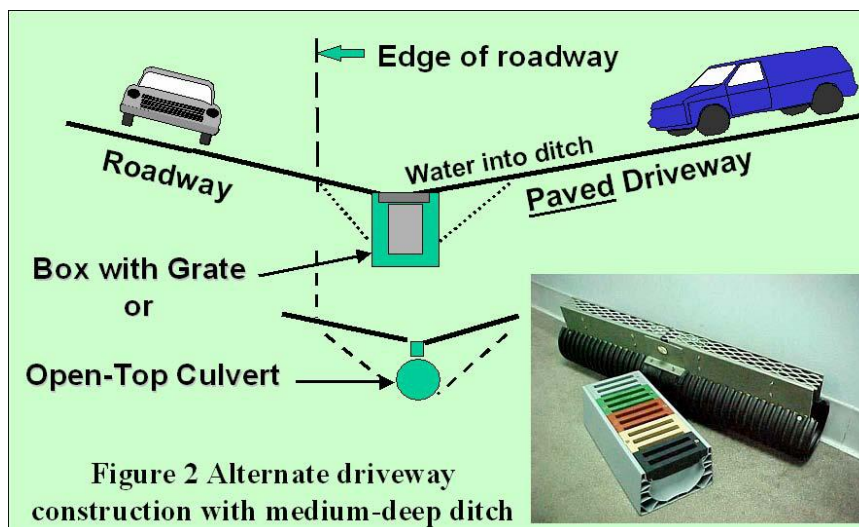 Edge of roadway
Roadway
Water into ditch
Paved Driveway
Box with Grate
or
Open-Top Culvert
Figure 2 Alternate driveway
construction with medium-deep ditch